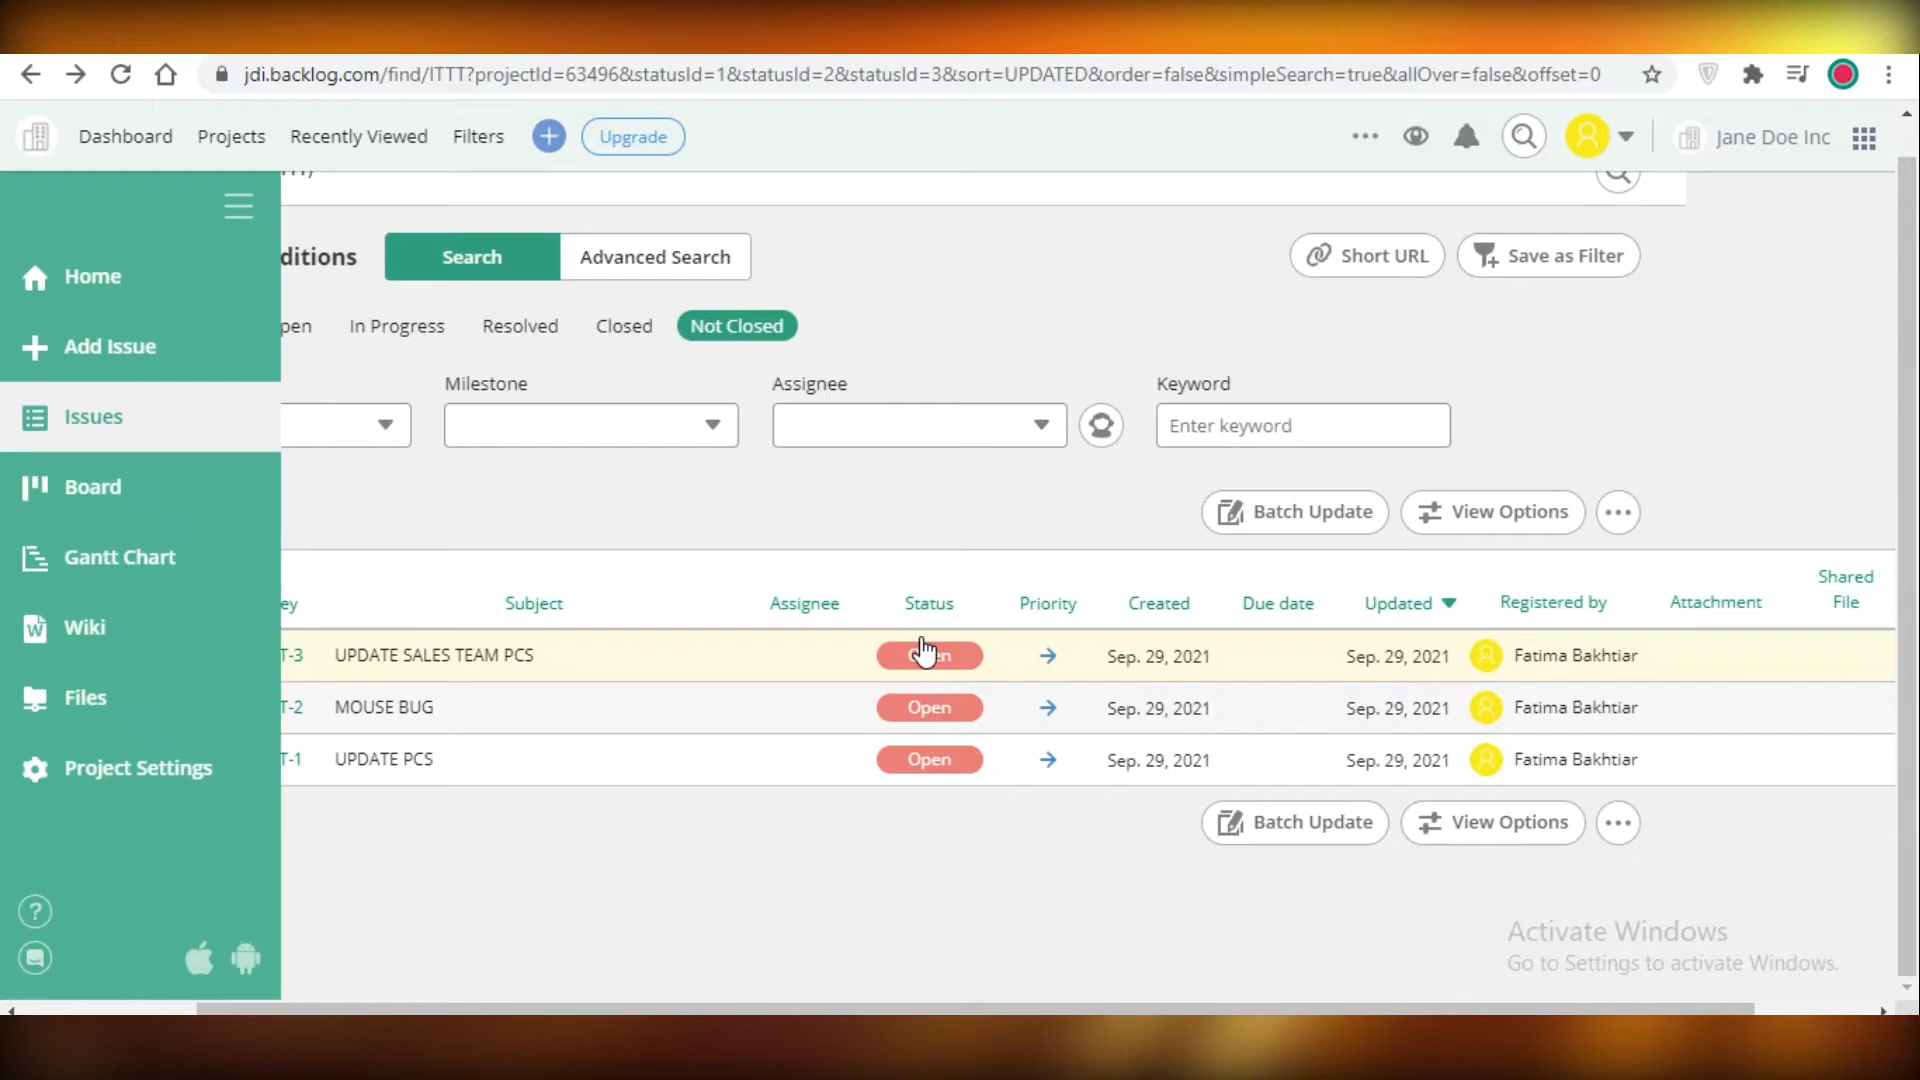 jdi.backlog.com/find/ITTT?projectId=63496&statusId=1&statusId=2&statusId=3&sort=UPDATED&order=false&simpleSearch=true&allOver=false&offset=0
Dashboard Projects Recently Viewed Filters Upgrade Jane Doe Inc
ditions Search Advanced Search Short URL Save as Filter
Home
pen In Progress Resolved Closed Not Closed
Add Issue
Milestone Assignee Keyword
Issues
Enter keyword
Board
Batch Update View Options
Gantt Chart
ey Subject Assignee Status Priority Created Due date Updated Registered by Attachment Shared File
Wiki
T-3 UPDATE SALES TEAM PCS Open Sep. 29, 2021 Sep. 29, 2021 Fatima Bakhtiar
Files
T-2 MOUSE BUG Open Sep. 29, 2021 Sep. 29, 2021 Fatima Bakhtiar
T-1 UPDATE PCS Open Sep. 29, 2021 Sep. 29, 2021 Fatima Bakhtiar
Project Settings
Batch Update View Options
Activate Windows
Go to Settings to activate Windows.